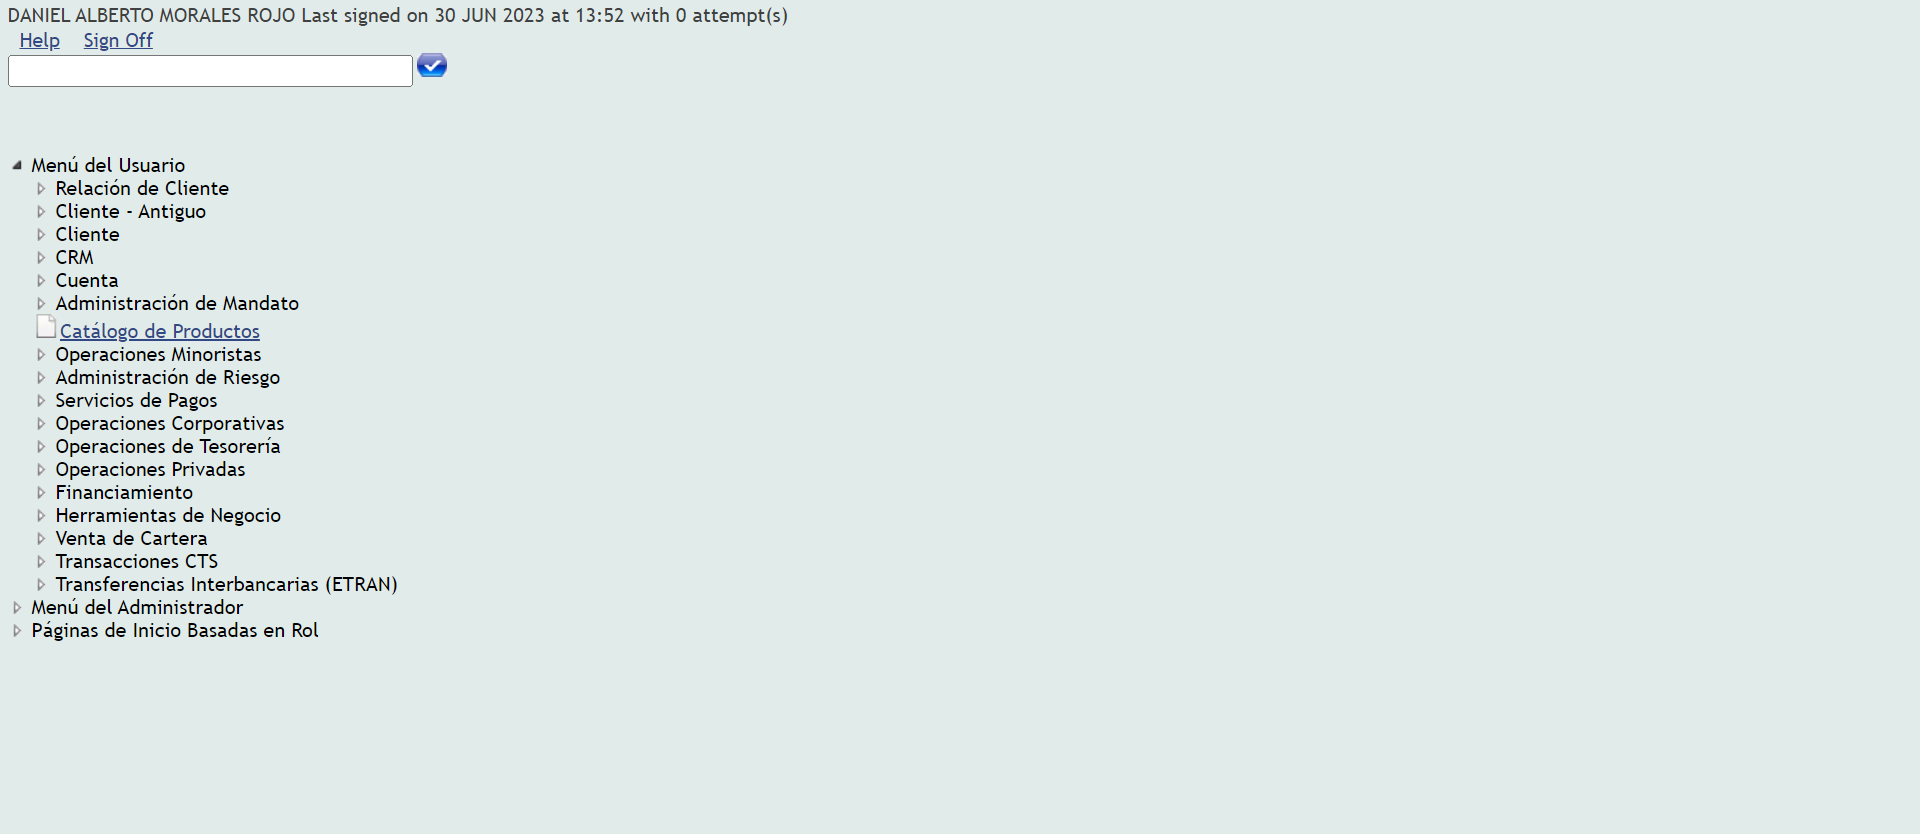 DANIEL ALBERTO MORALES ROJO Last signed on 30 JUN 2023 at 13:52 with 0 attempt(s)
Help Sign Off
Menú del Usuario
Relación de Cliente
Cliente - Antiguo
Cliente
CRM
Cuenta
Administración de Mandato
Catálogo de Productos
Operaciones Minoristas
Administración de Riesgo
Servicios de Pagos
Operaciones Corporativas
Operaciones de Tesorería
Operaciones Privadas
Financiamiento
Herramientas de Negocio
Venta de Cartera
Transacciones CTS
Transferencias Interbancarias (ETRAN)
Menú del Administrador
Páginas de Inicio Basadas en Rol